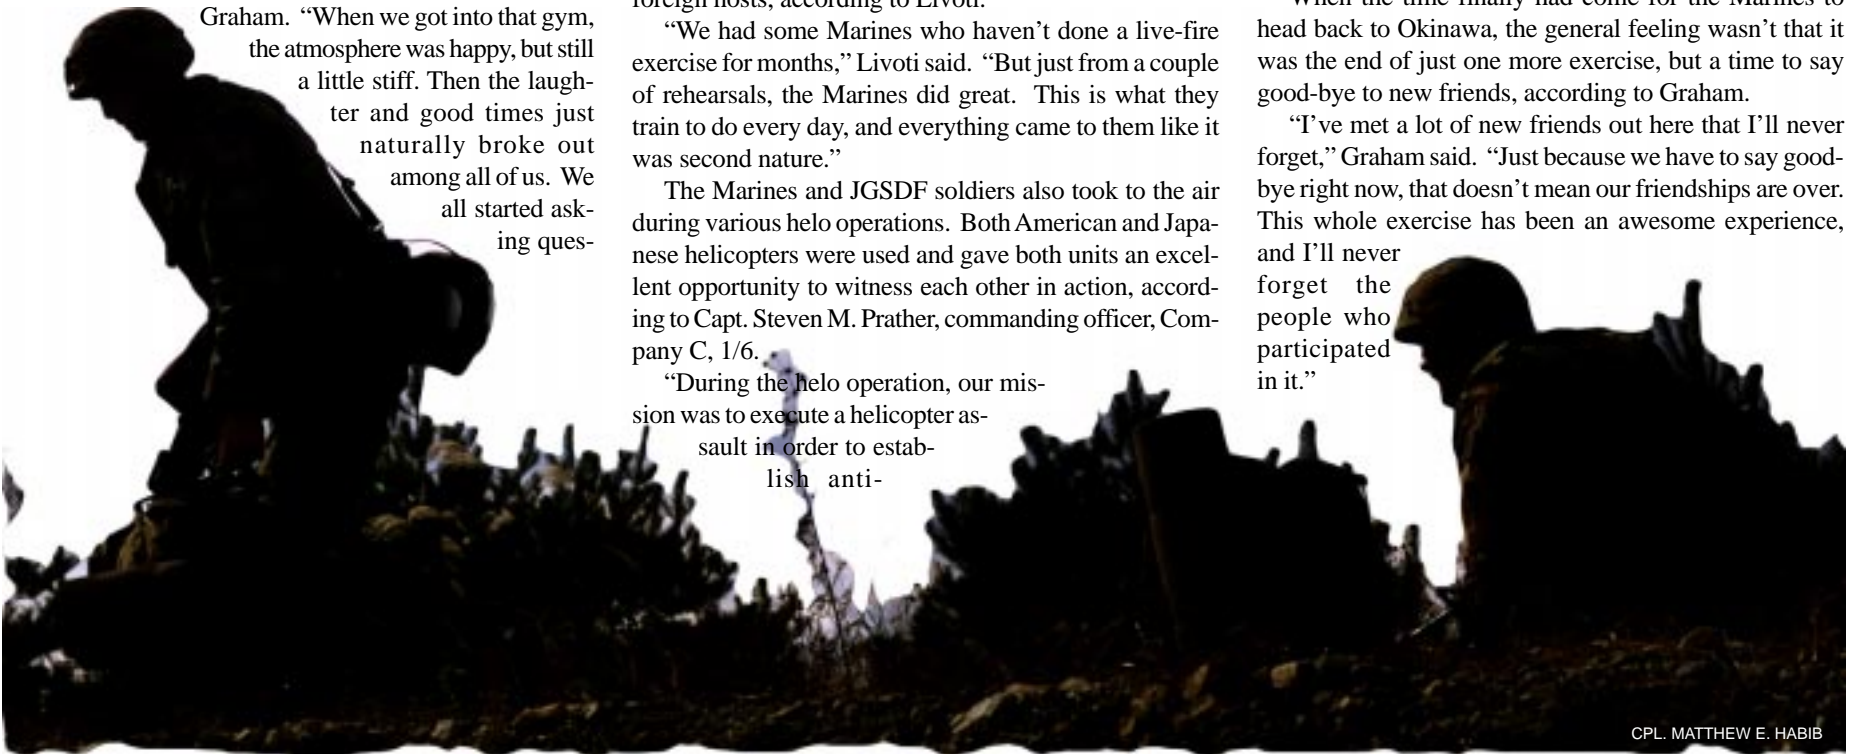 Graham.  “When we got into that gym,
the atmosphere was happy, but still
a little stiff. Then the laugh-
ter and good times just
naturally broke out
among all of us.  We
all started ask-
ing ques-
foreign hosts, according to Livoti.
“We had some Marines who haven’t done a live-fire
exercise for months,” Livoti said.  “But just from a couple
of rehearsals, the Marines did great.  This is what they
train to do every day, and everything came to them like it
was second nature.”
The Marines and JGSDF soldiers also took to the air
during various helo operations.  Both American and Japa-
nese helicopters were used and gave both units an excel-
lent opportunity to witness each other in action, accord-
ing to Capt. Steven M. Prather, commanding officer, Com-
pany C, 1/6.
“During the helo operation, our mis-
sion was to execute a helicopter as-
sault in order to estab-
lish anti-
When the time finally had come for the Marines to
head back to Okinawa, the general feeling wasn’t that it
was the end of just one more exercise, but a time to say
good-bye to new friends, according to Graham.
“I’ve met a lot of new friends out here that I’ll never
forget,” Graham said.  “Just because we have to say good-
bye right now, that doesn’t mean our friendships are over.
This whole exercise has been an awesome experience,
and I’ll never
forget the
people who
participated
in it.”
CPL. MATTHEW E. HABIB